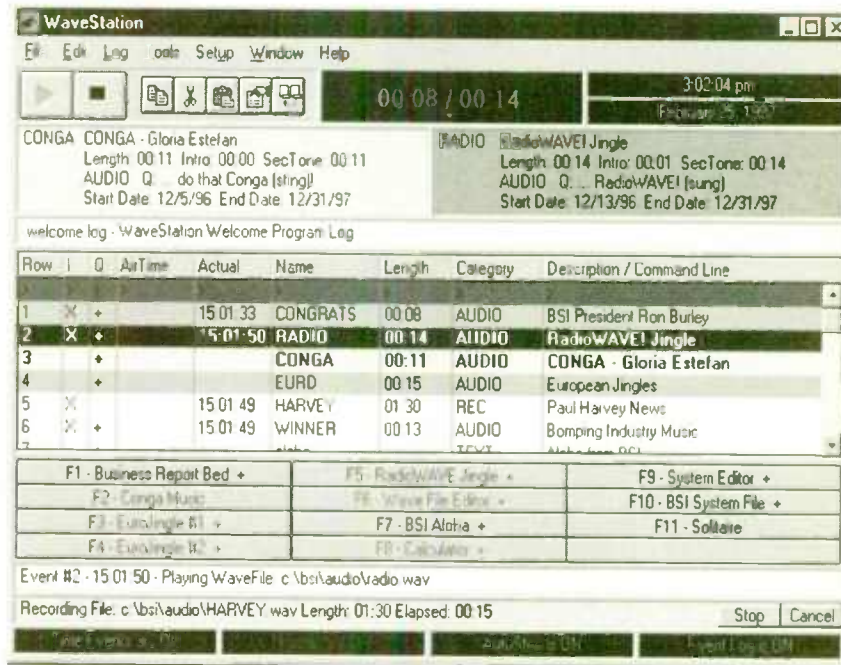 WaveStation
Edit Log Setup Window Help
00:08 / 00:14
3:02:04 pm
February 25, 1997
CONGA CONGA - Gloria Estefan
Length: 00:11 Intro: 00:00 SecTone: 00:11
AUDIO Q: ... do that Conga (sting)!
Start Date: 12/5/96 End Date: 12/31/97
RADIO RadioWAVE! Jingle
Length: 00:14 Intro: 00:01 SecTone: 00:14
AUDIO Q: ... RadioWAVE! (sung)
Start Date: 12/13/96 End Date: 12/31/97
welcome.log - WaveStation Welcome Program Log
Row I Q AirTime Actual Name Length Category Description / Command Line
1 X + 15:01:33 CONGRATS 00:08 AUDIO BSI President Ron Burley
2 X + 15:01:50 RADIO 00:14 AUDIO RadioWAVE! Jingle
3 + CONGA 00:11 AUDIO CONGA - Gloria Estefan
4 + EURO 00:15 AUDIO European Jingles
5 X 15:01:49 HARVEY 01:30 REC Paul Harvey News
6 X + 15:01:49 WINNER 00:13 AUDIO Bomping Industry Music
F1 - Business Report Bed +
F5 - RadioWAVE Jingle +
F9 - System Editor +
F2 - Conga Music
F6 - Wave File Editor +
F10 - BSI System File +
F3 - EuroJingle #1 +
F7 - BSI Aloha +
F11 - Solitaire
F4 - EuroJingle #2 +
F8 - Calculator +
Event #2 - 15:01:50 - Playing WaveFile: c:\bsi\audio\radio.wav
Recording File: c:\bsi\audio\HARVEY.wav Length: 01:30 Elapsed: 00:15
Stop Cancel
Event Log is ON